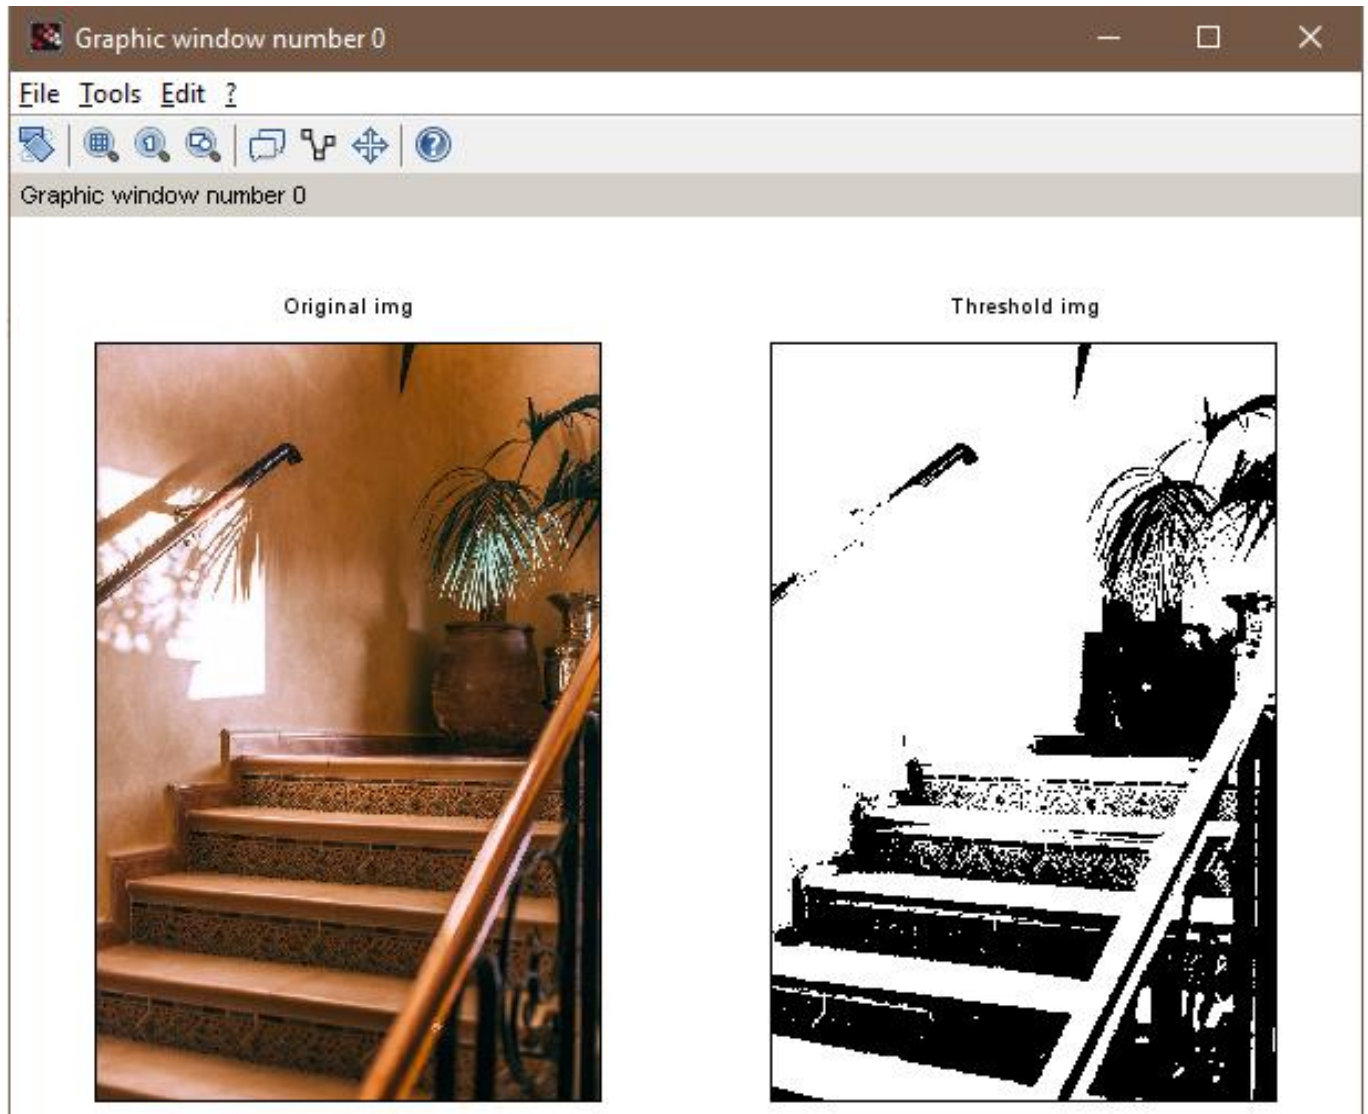 Graphic window number 0
File Tools Edit ?
Graphic window number 0
Original img
Threshold img